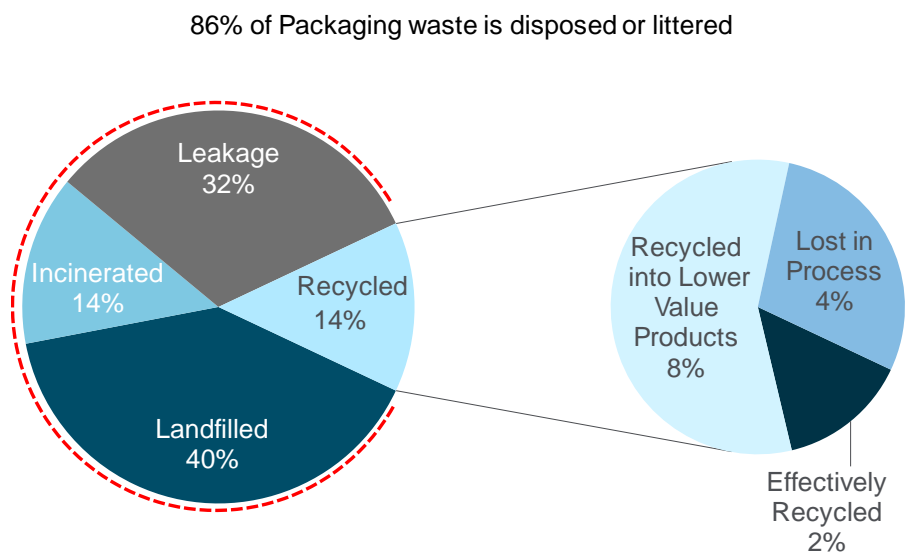 86% of Packaging waste is disposed or littered
Leakage
32%
Incinerated
14%
Recycled
14%
Landfilled
40%
Recycled
into Lower
Value
Products
8%
Lost in
Process
4%
Effectively
Recycled
2%